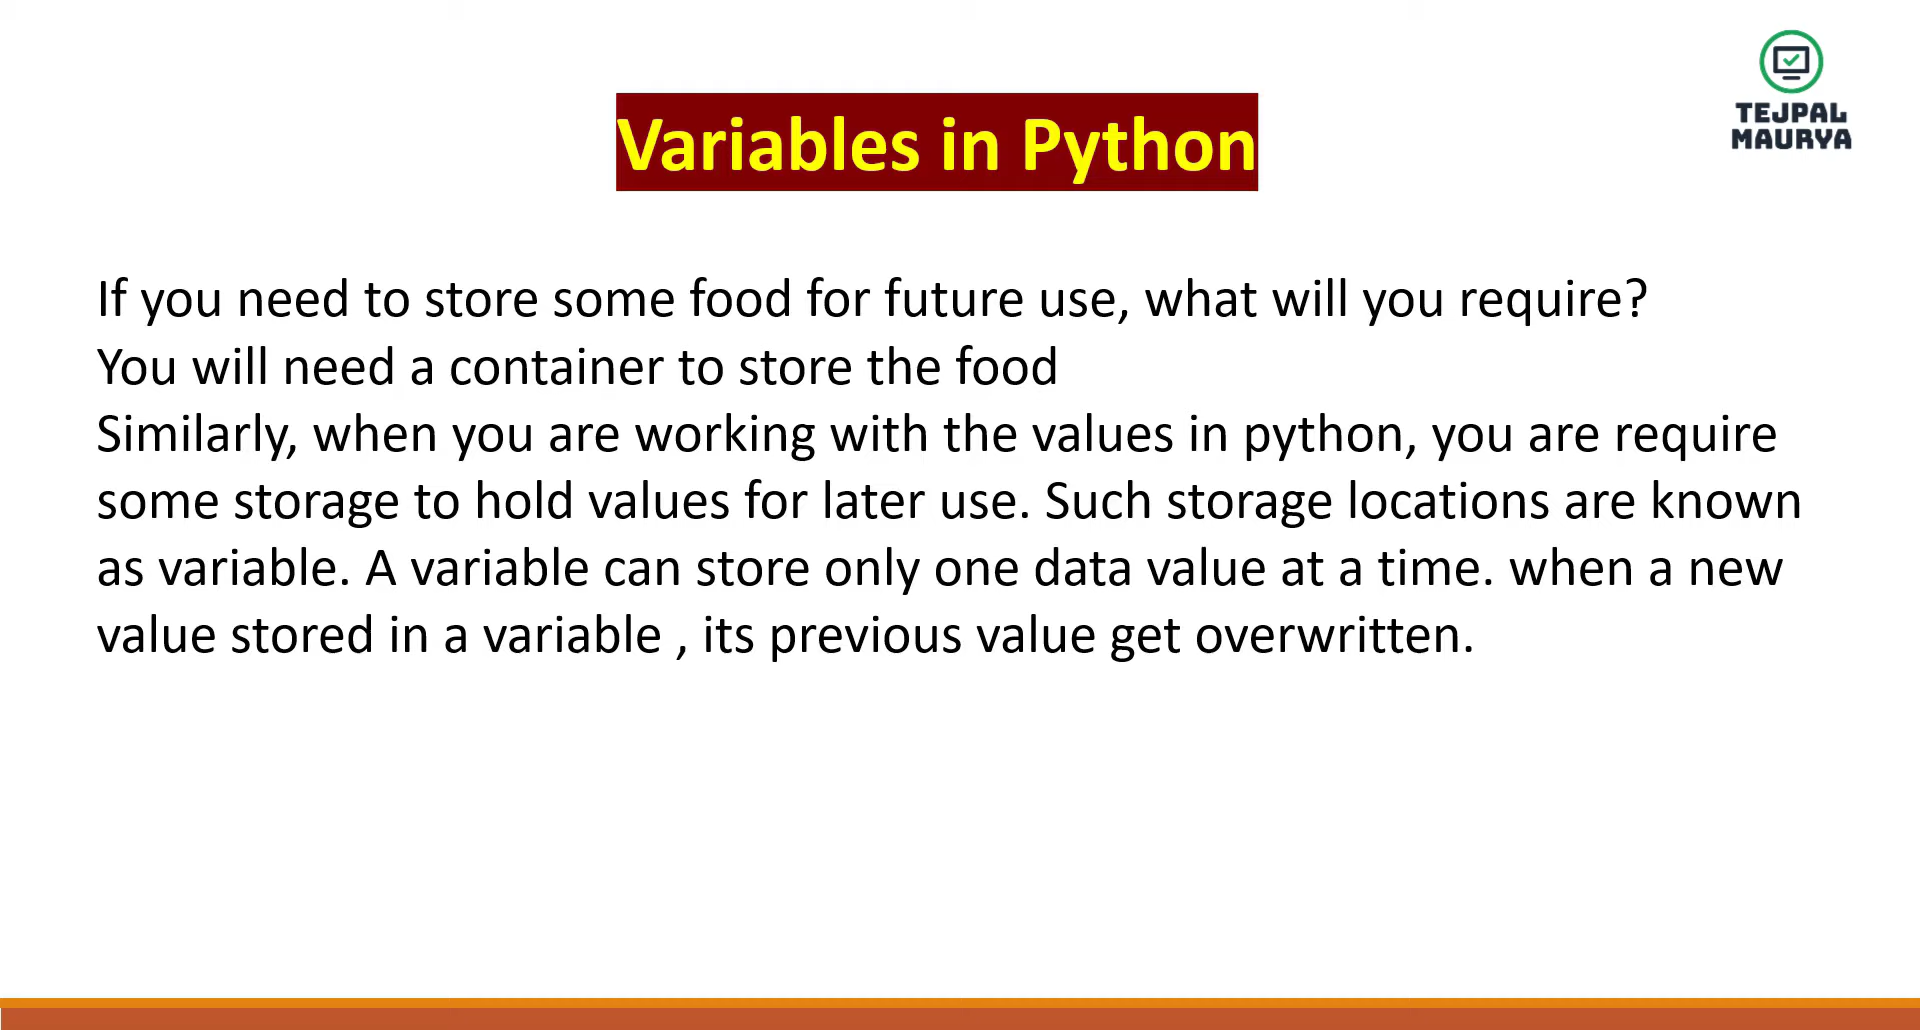 TEJPAL
MAURYA
Variables in Python
If you need to store some food for future use, what will you require?
You will need a container to store the food
Similarly, when you are working with the values in python, you are require
some storage to hold values for later use. Such storage locations are known
as variable. A variable can store only one data value at a time. when a new
value stored in a variable , its previous value get overwritten.